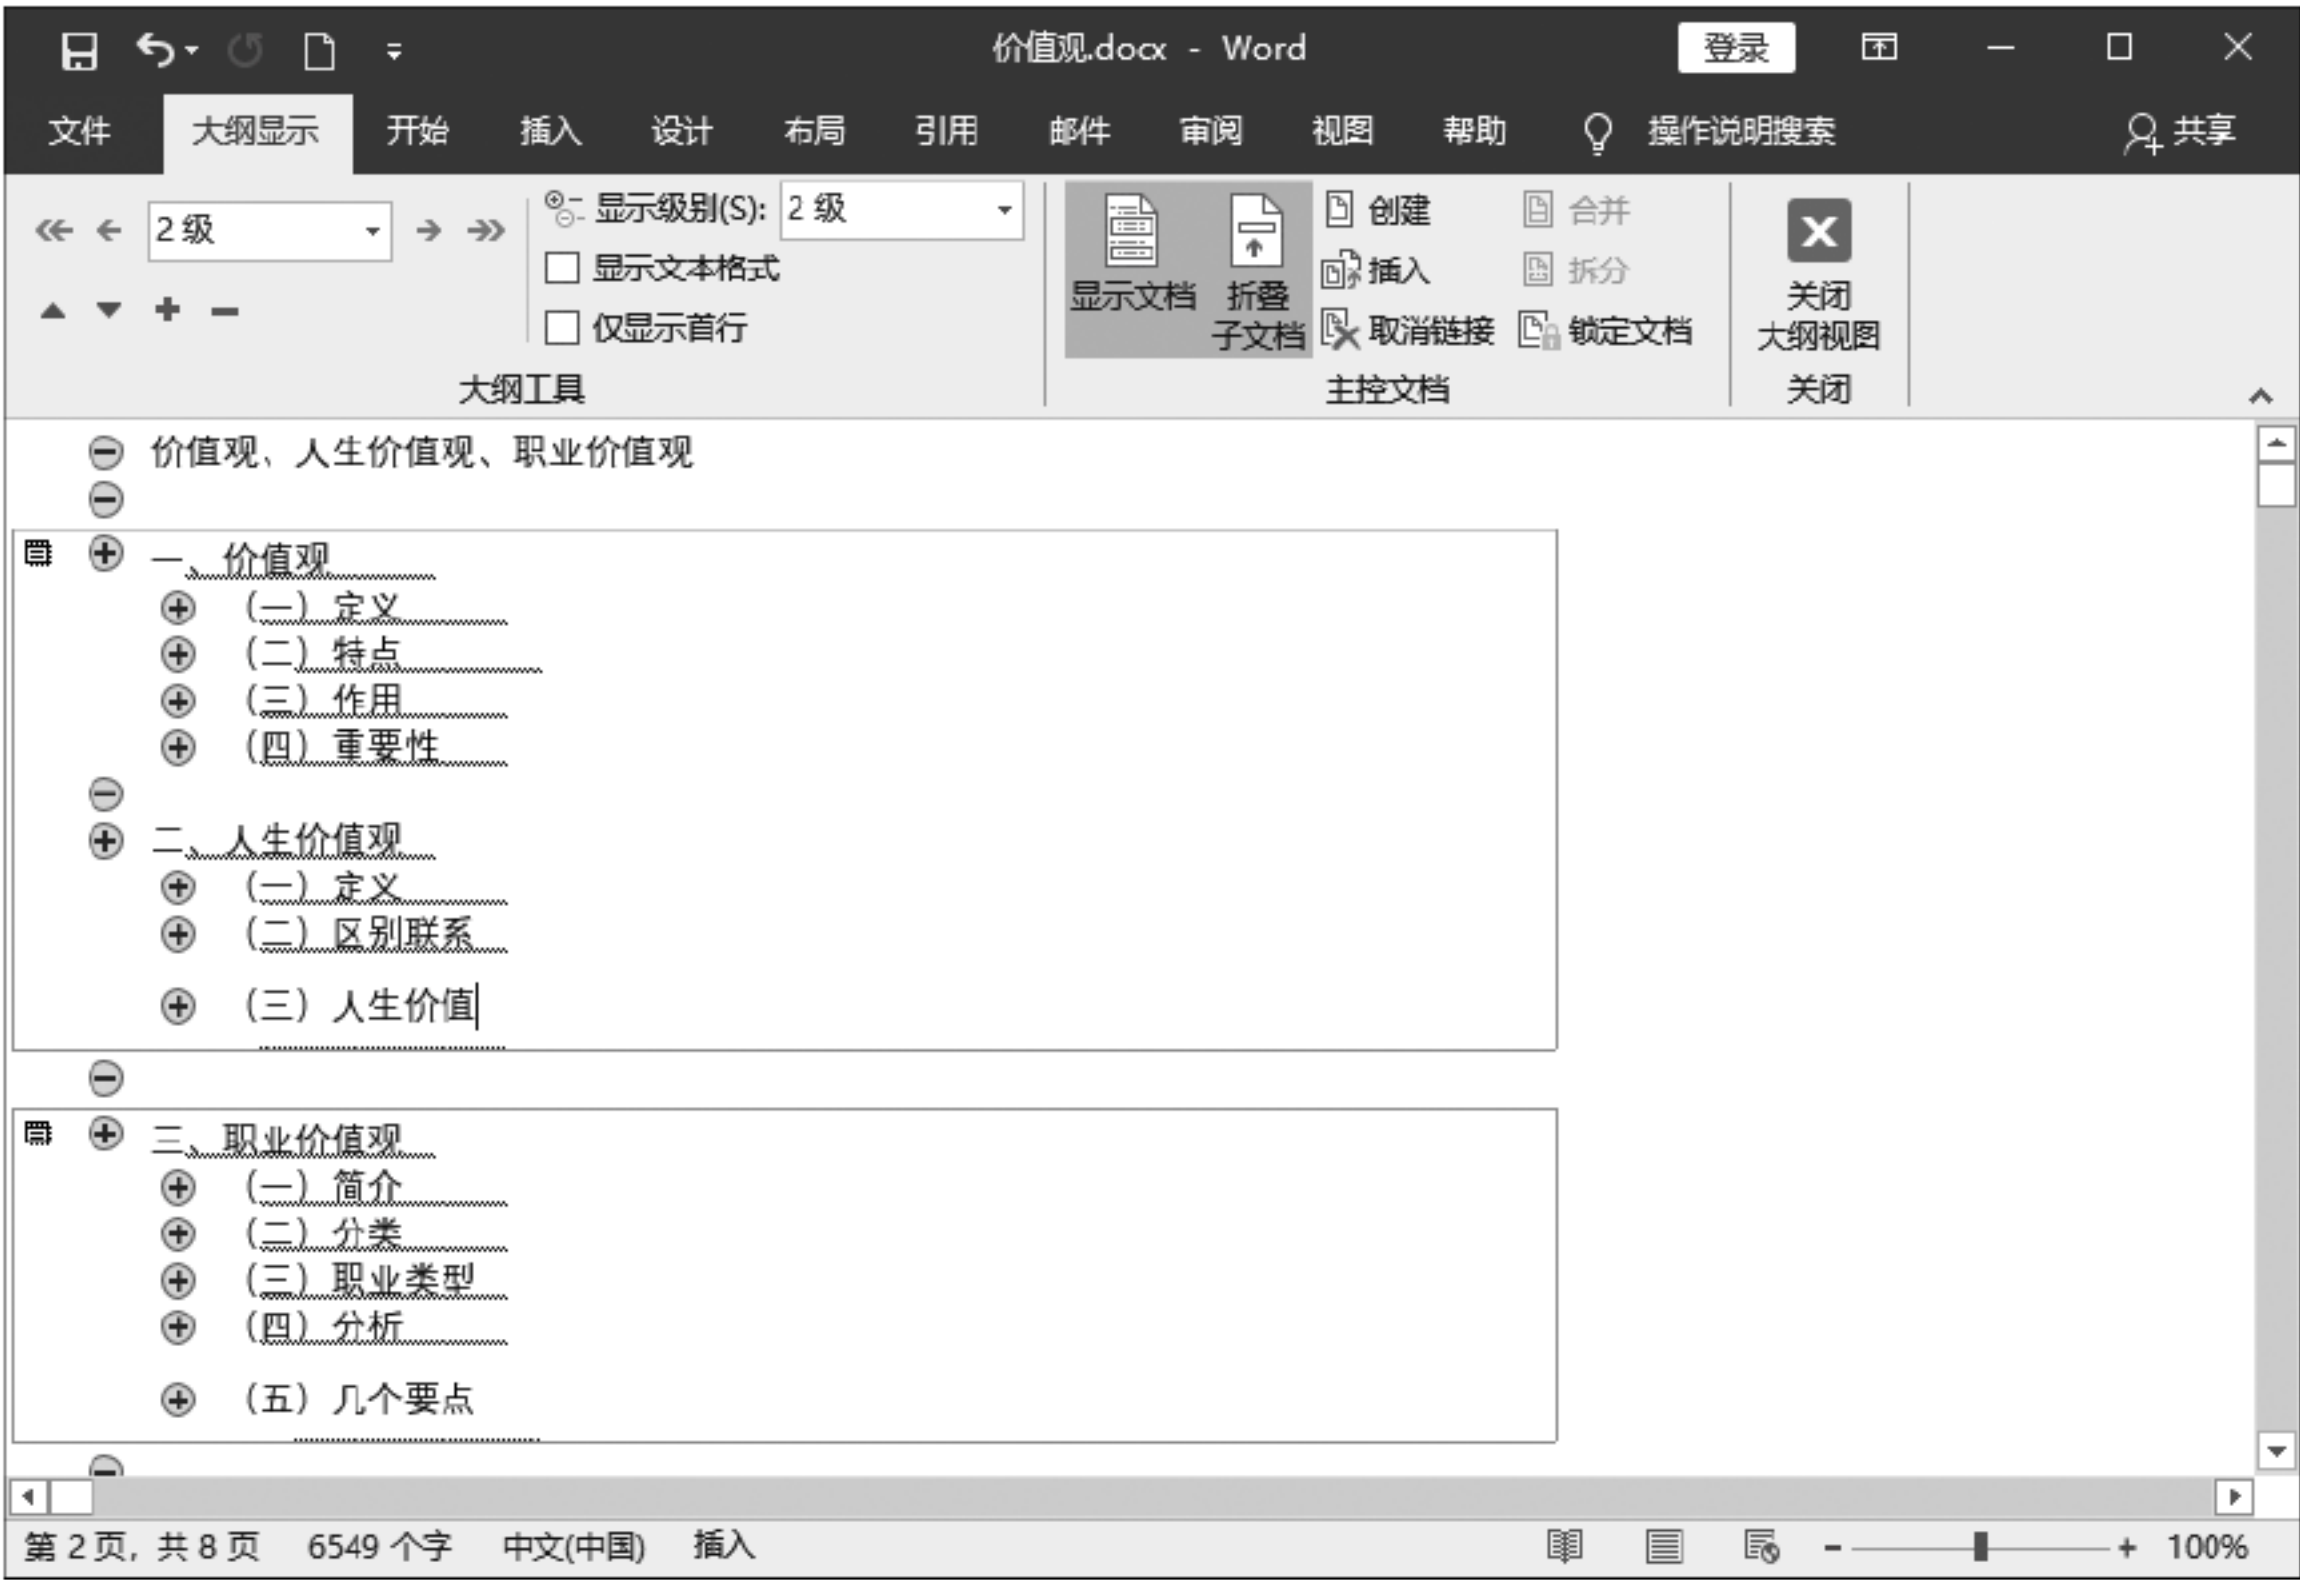 价值观.docx - Word
登录
文件 大纲显示 开始 插入 设计 布局 引用 邮件 审阅 视图 帮助 操作说明搜索 共享
2 级
显示级别(S): 2 级
显示文本格式
仅显示首行
大纲工具
显示文档
折叠
子文档
创建
插入
取消链接
合并
拆分
锁定文档
主控文档
关闭
大纲视图
关闭
价值观、人生价值观、职业价值观
一、价值观
（一）定义
（二）特点
（三）作用
（四）重要性
二、人生价值观
（一）定义
（二）区别联系
（三）人生价值
三、职业价值观
（一）简介
（二）分类
（三）职业类型
（四）分析
（五）几个要点
第 2 页，共 8 页 6549 个字 中文(中国) 插入 100%